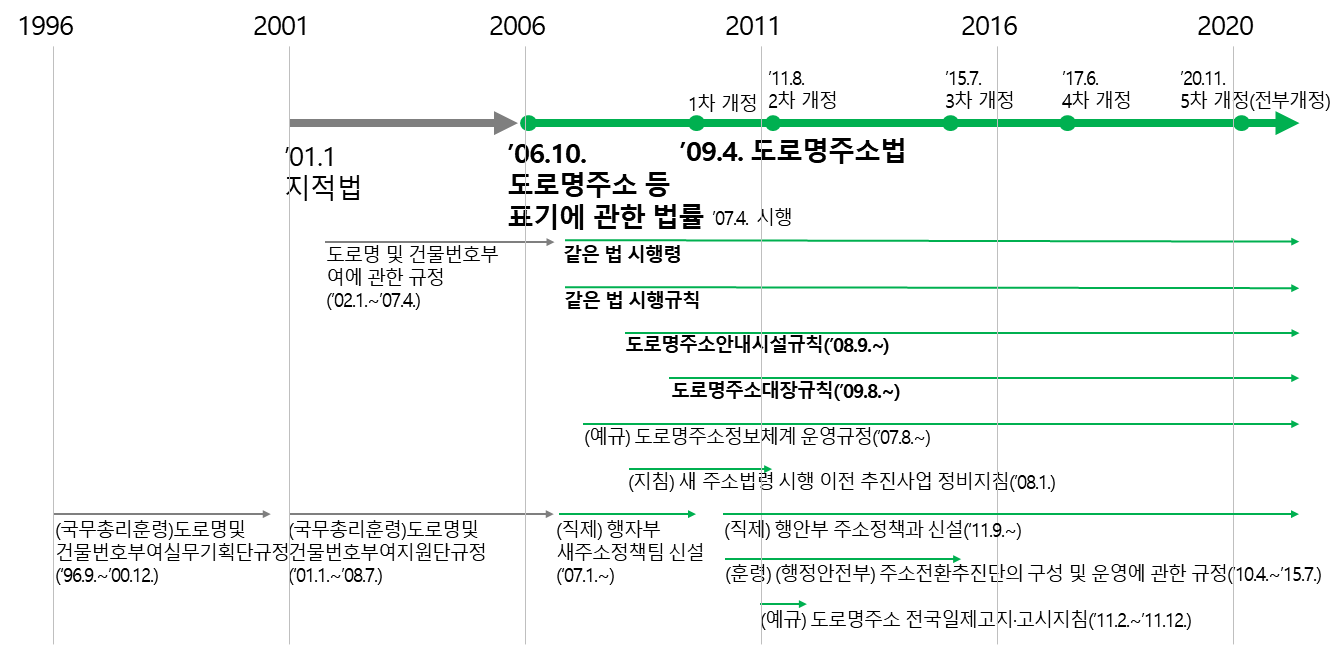 1996 2001 2006 2011 2016 2020
’11.8. ’15.7. ’17.6. ’20.11.
1차 개정 2차 개정 3차 개정 4차 개정 5차 개정(전부개정)
’01.1
지적법
’06.10.
도로명주소 등
표기에 관한 법률 ’07.4. 시행
’09.4. 도로명주소법
도로명 및 건물번호부
여에 관한 규정
(’02.1.~’07.4.)
같은 법 시행령
같은 법 시행규칙
도로명주소안내시설규칙(’08.9.~)
도로명주소대장규칙(’09.8.~)
(예규) 도로명주소정보체계 운영규정(’07.8.~)
(지침) 새 주소법령 시행 이전 추진사업 정비지침(’08.1.)
(국무총리훈령)도로명및
건물번호부여실무기획단규정
(’96.9.~’00.12.)
(국무총리훈령)도로명및
건물번호부여지원단규정
(’01.1.~’08.7.)
(직제) 행자부
새주소정책팀 신설
(’07.1.~)
(직제) 행안부 주소정책과 신설(’11.9.~)
(훈령) (행정안전부) 주소전환추진단의 구성 및 운영에 관한 규정(’10.4.~’15.7.)
(예규) 도로명주소 전국일제고지·고시지침(’11.2.~’11.12.)